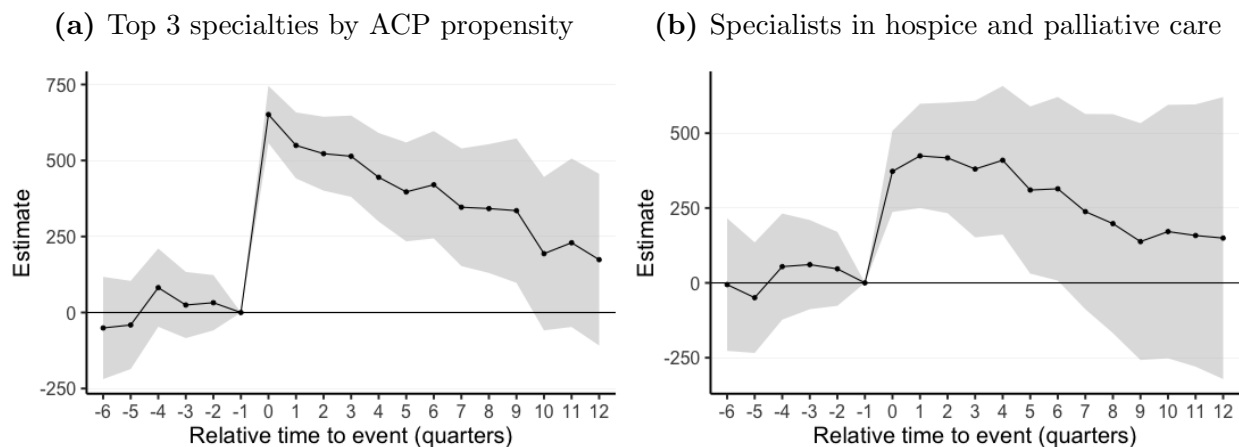 (a) Top 3 specialties by ACP propensity
750
500
250
0
-250
Estimate
-6 -5 -4 -3 -2 -1 0 1 2 3 4 5 6 7 8 9 10 11 12
Relative time to event (quarters)
(b) Specialists in hospice and palliative care
500
250
0
-250
Estimate
-6 -5 -4 -3 -2 -1 0 1 2 3 4 5 6 7 8 9 10 11 12
Relative time to event (quarters)